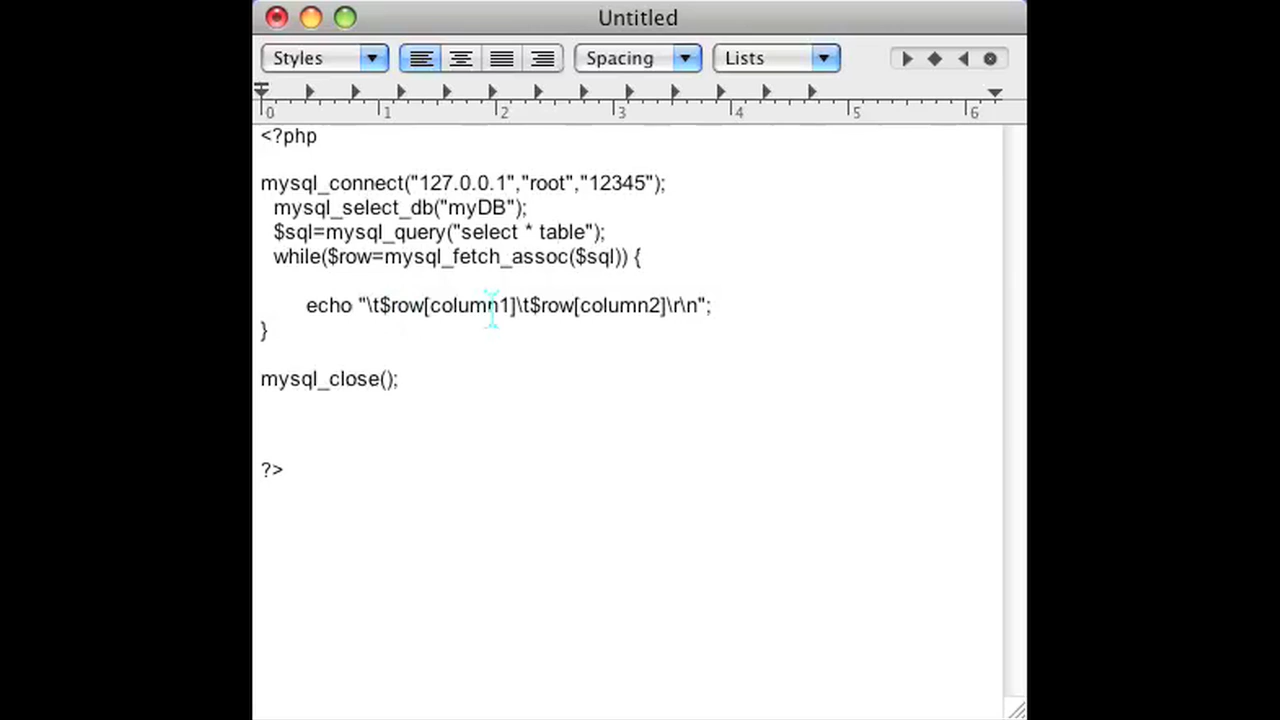 Untitled
Styles Spacing Lists
0 1 2 3 4 5 6
<?php
mysql_connect("127.0.0.1","root","12345");
mysql_select_db("myDB");
$sql=mysql_query("select * table");
while($row=mysql_fetch_assoc($sql)) {
echo "\t$row[column1]\t$row[column2]\r\n";
}
mysql_close();
?>